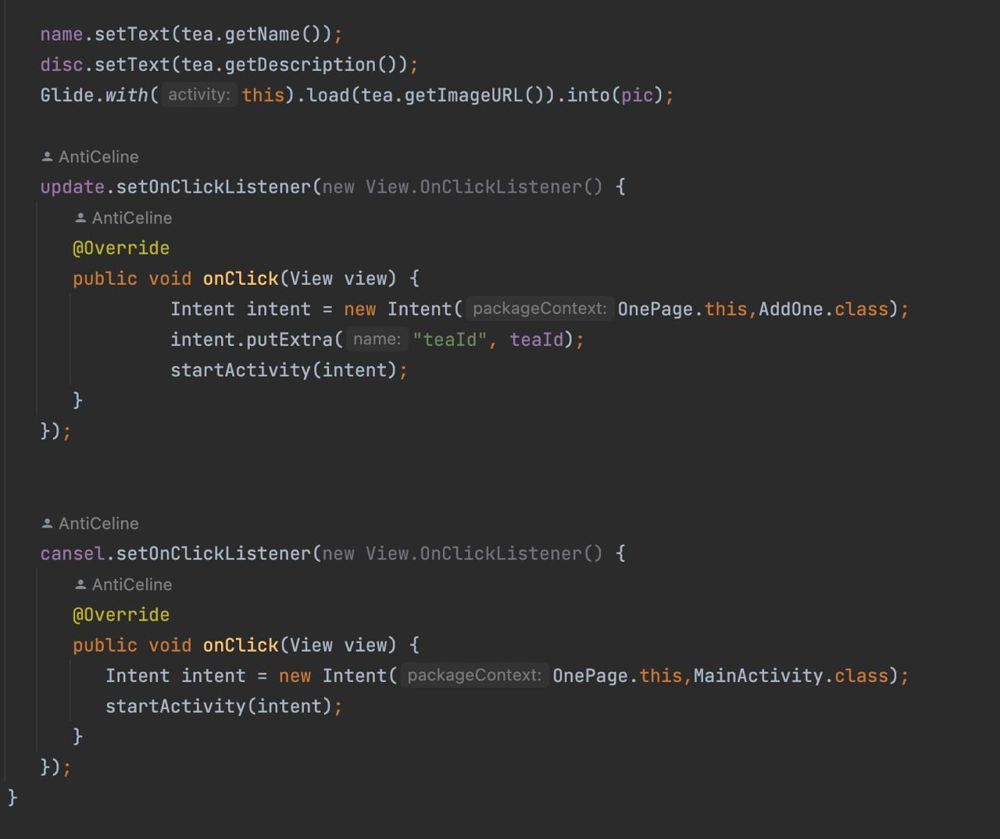 name.setText(tea.getName());
disc.setText(tea.getDescription());
Glide.with( activity: this).load(tea.getImageURL()).into(pic);
AntiCeline
update.setOnClickListener(new View.OnClickListener() {
AntiCeline
@Override
public void onClick(View view) {
Intent intent = new Intent( packageContext: OnePage.this,AddOne.class);
intent.putExtra( name: "teaId", teaId);
startActivity(intent);
}
});
AntiCeline
cansel.setOnClickListener(new View.OnClickListener() {
AntiCeline
@Override
public void onClick(View view) {
Intent intent = new Intent( packageContext: OnePage.this,MainActivity.class);
startActivity(intent);
}
});
}